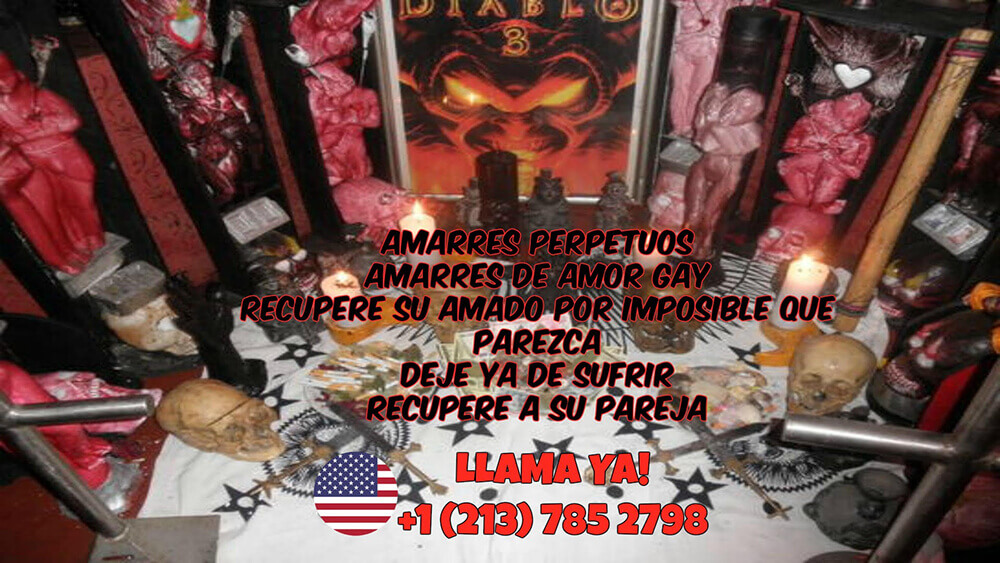 DIABLO
3
AMARRES PERPETUOS
AMARRES DE AMOR GAY
RECUPERE SU AMADO POR IMPOSIBLE QUE
PAREZCA
DEJE YA DE SUFRIR
RECUPERE A SU PAREJA
LLAMA YA!
+1 (213) 785 2798